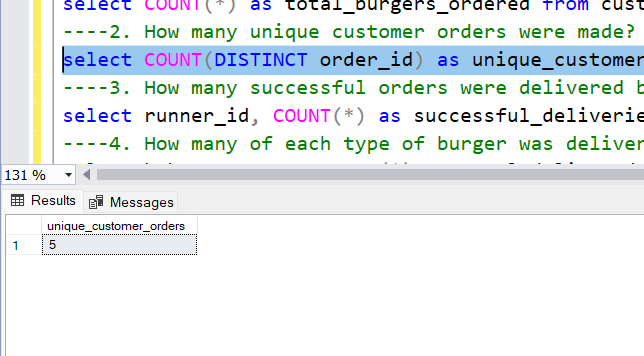 select COUNT(*) as total_burgers_ordered from cust
----2. How many unique customer orders were made?
select COUNT(DISTINCT order_id) as unique_customer
----3. How many successful orders were delivered b
select runner_id, COUNT(*) as successful_deliverie
----4. How many of each type of burger was deliver
131 %
Results Messages
unique_customer_orders
1 5